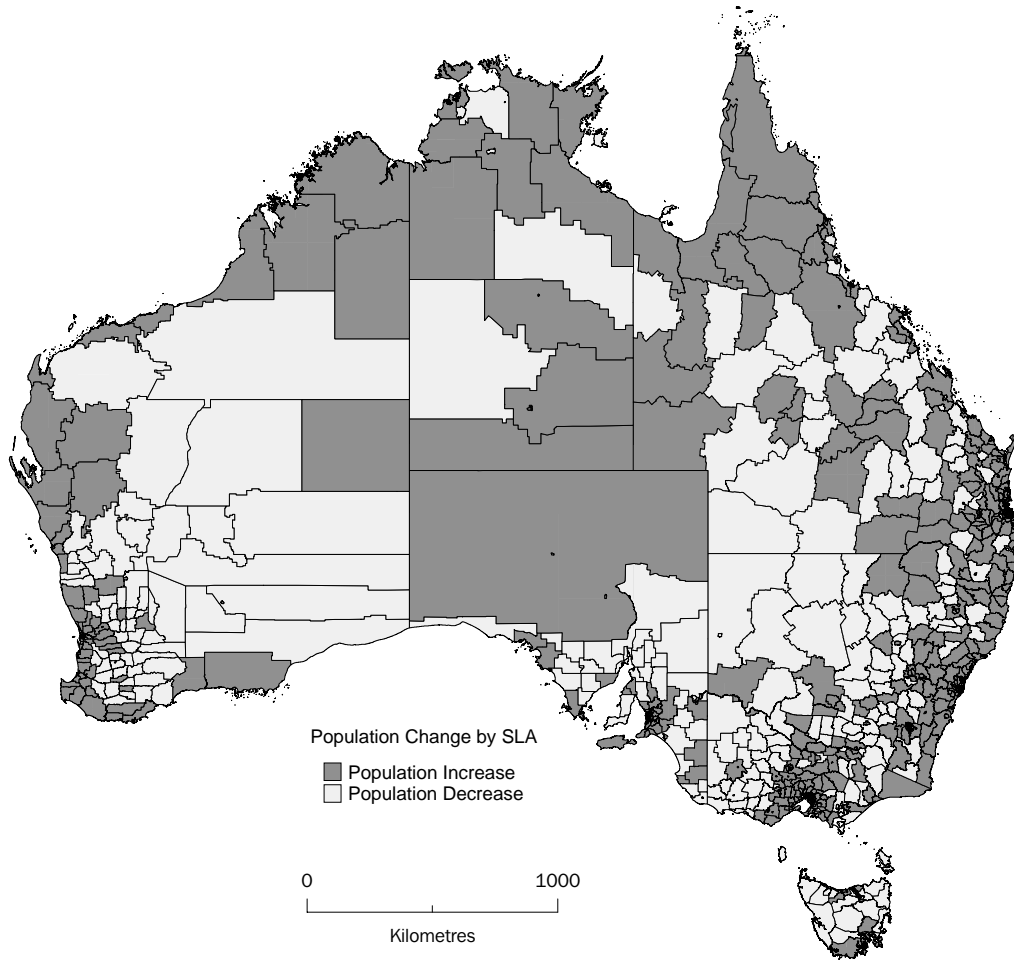 Population Change by SLA
Population Increase
Population Decrease
0 1000
Kilometres